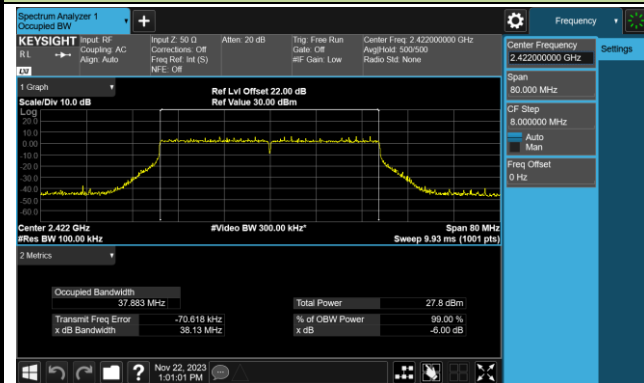 Spectrum Analyzer 1
Occupied BW
+
Frequency
KEYSIGHT
RL
Input: RF
Coupling: AC
Align: Auto
Input Z: 50 Ω
Corrections: Off
Freq Ref: Int (S)
NFE: Off
Atten: 20 dB
Trig: Free Run
Gate: Off
#IF Gain: Low
Center Freq: 2.422000000 GHz
Avg|Hold: 500/500
Radio Std: None
Center Frequency
2.422000000 GHz
Settings
Span
80.000 MHz
CF Step
8.000000 MHz
Auto
Man
Freq Offset
0 Hz
1 Graph
Scale/Div 10.0 dB
Ref Lvl Offset 22.00 dB
Ref Value 30.00 dBm
Log
20.0
10.0
0.00
-10.0
-20.0
-30.0
-40.0
-50.0
-60.0
Center 2.422 GHz
#Video BW 300.00 kHz*
Span 80 MHz
#Res BW 100.00 kHz
Sweep 9.93 ms (1001 pts)
2 Metrics
Occupied Bandwidth
37.883 MHz
Total Power 27.8 dBm
Transmit Freq Error -70.618 kHz
% of OBW Power 99.00 %
x dB Bandwidth 38.13 MHz
x dB -6.00 dB
?
Nov 22, 2023
1:01:01 PM